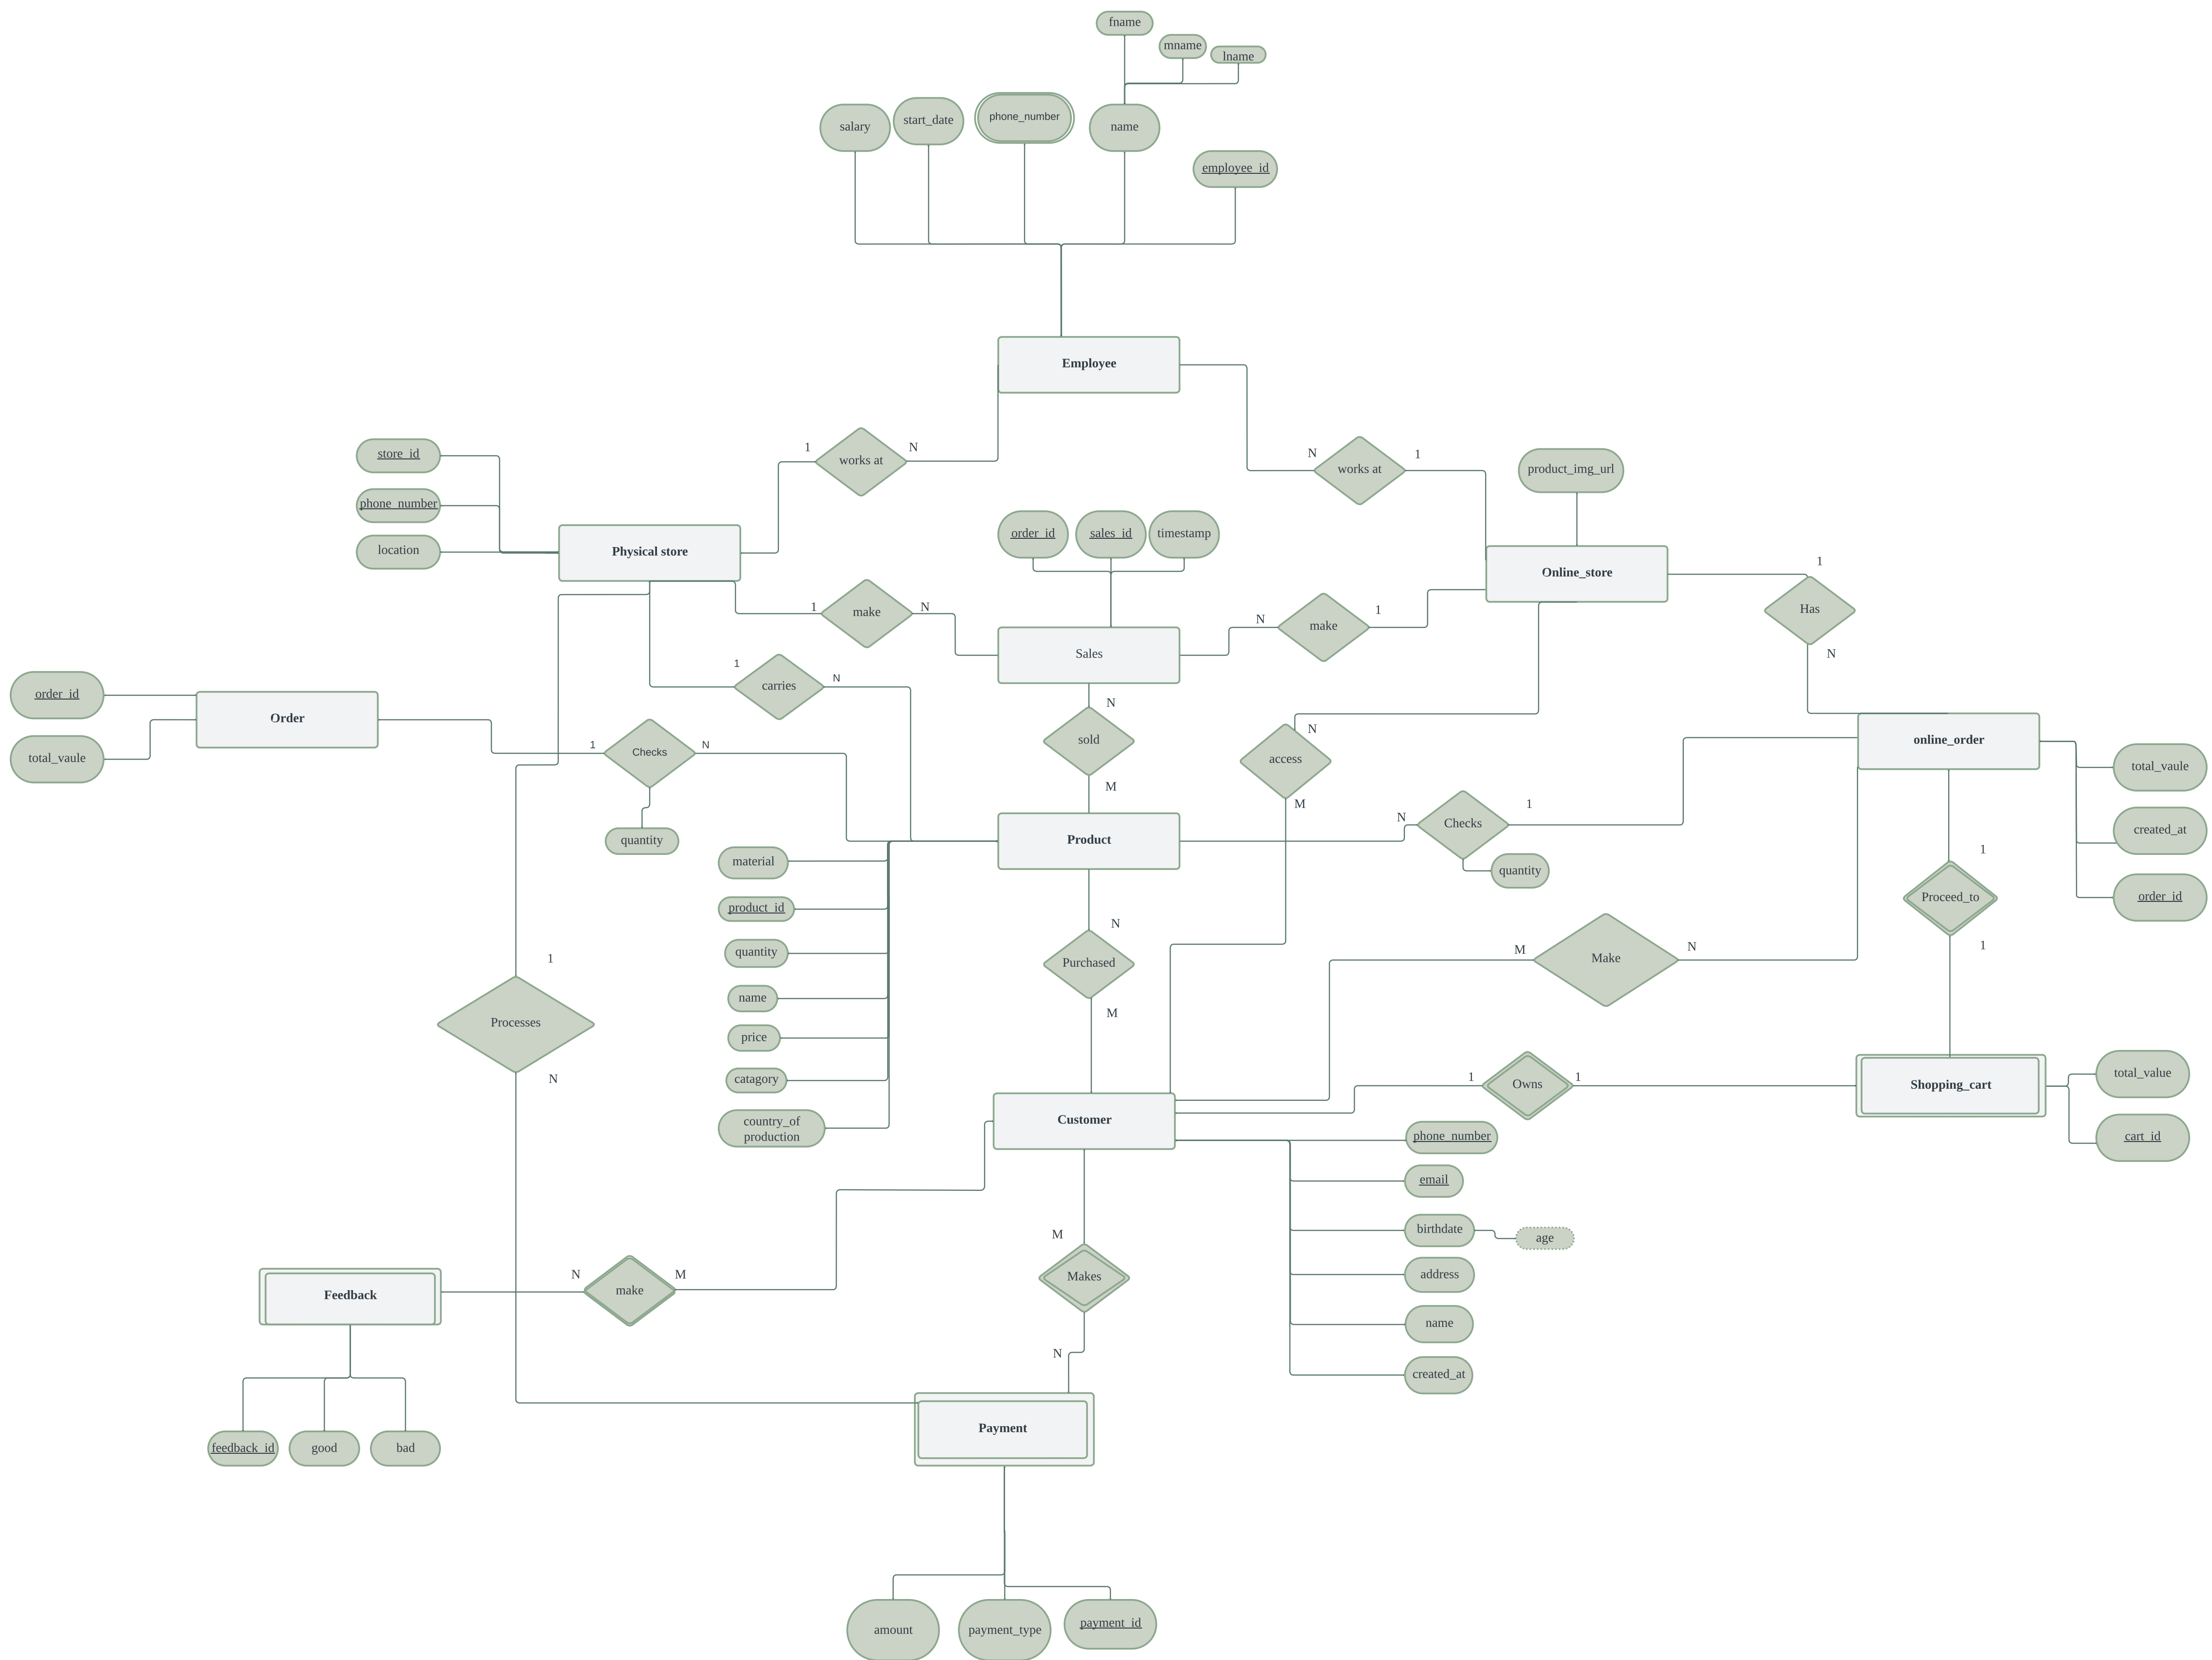 fname
mname
lname
salary
start_date
phone_number
name
employee_id
Employee
store_id
phone_number
location
Physical store
1
works at
N
N
works at
1
product_img_url
Online_store
order_id
sales_id
timestamp
1
make
N
Sales
N
make
1
1
Has
N
1
carries
N
order_id
total_vaule
Order
1
Checks
N
quantity
N
sold
M
N
access
M
online_order
total_vaule
created_at
order_id
Product
N
Checks
1
quantity
material
product_id
quantity
name
price
catagory
country_of
production
N
Purchased
M
1
Proceed_to
1
M
Make
N
1
Processes
N
1
Owns
1
Shopping_cart
total_value
cart_id
Customer
phone_number
email
birthdate
age
address
name
created_at
M
Makes
N
Feedback
N
make
M
feedback_id
good
bad
Payment
amount
payment_type
payment_id